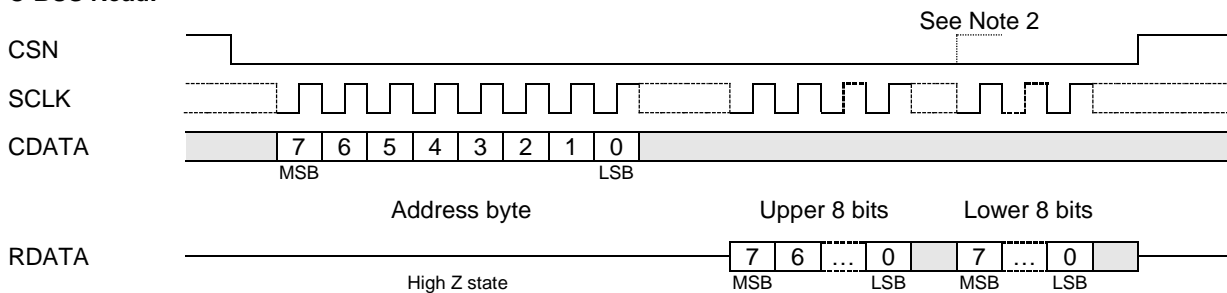 See Note 2
CSN
SCLK
CDATA 7 6 5 4 3 2 1 0
MSB LSB
Address byte Upper 8 bits Lower 8 bits
RDATA 7 6 … 0 7 … 0
High Z state MSB LSB MSB LSB